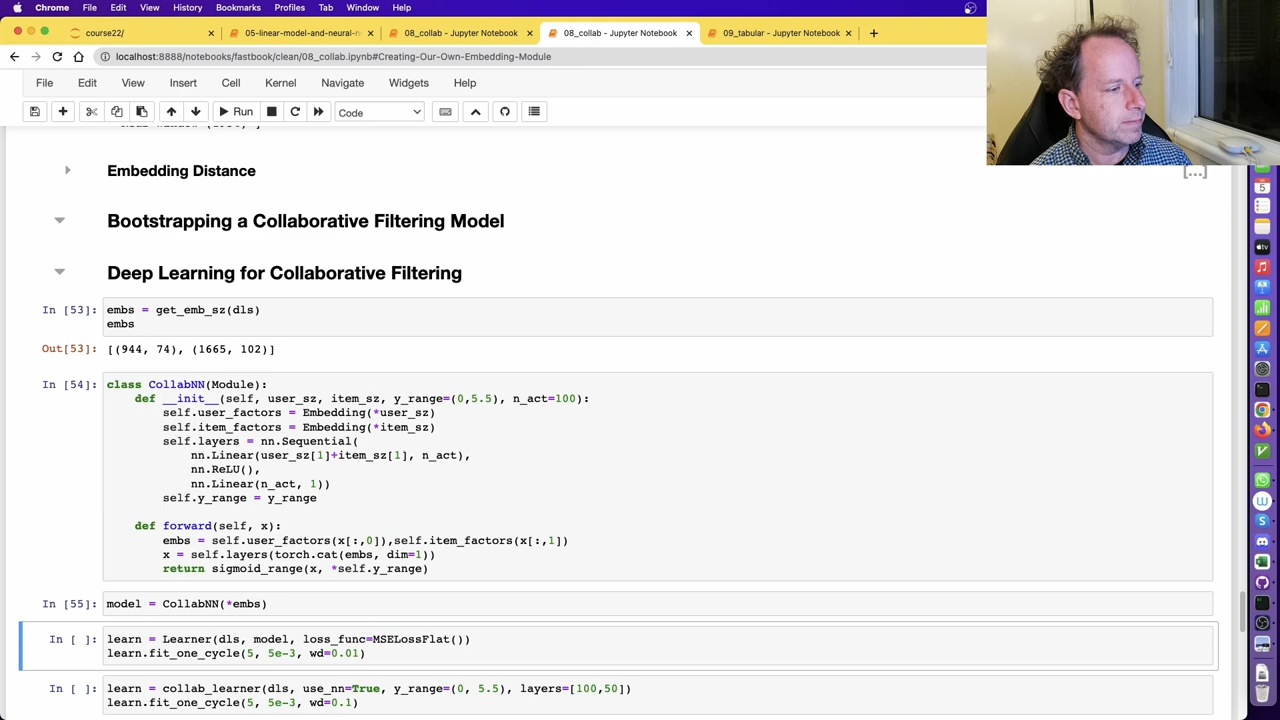 Chrome File Edit View History Bookmarks Profiles Tab Window Help
course22/
05-linear-model-and-neural-n
08_collab - Jupyter Notebook
08_collab - Jupyter Notebook
09_tabular - Jupyter Notebook
localhost:8888/notebooks/fastbook/clean/08_collab.ipynb#Creating-Our-Own-Embedding-Module
File Edit View Insert Cell Kernel Navigate Widgets Help
Run
Code
Embedding Distance
[...]
Bootstrapping a Collaborative Filtering Model
Deep Learning for Collaborative Filtering
In [53]: embs = get_emb_sz(dls)
embs
Out[53]: [(944, 74), (1665, 102)]
In [54]: class CollabNN(Module):
def __init__(self, user_sz, item_sz, y_range=(0,5.5), n_act=100):
self.user_factors = Embedding(*user_sz)
self.item_factors = Embedding(*item_sz)
self.layers = nn.Sequential(
nn.Linear(user_sz[1]+item_sz[1], n_act),
nn.ReLU(),
nn.Linear(n_act, 1))
self.y_range = y_range
def forward(self, x):
embs = self.user_factors(x[:,0]),self.item_factors(x[:,1])
x = self.layers(torch.cat(embs, dim=1))
return sigmoid_range(x, *self.y_range)
In [55]: model = CollabNN(*embs)
In [ ]: learn = Learner(dls, model, loss_func=MSELossFlat())
learn.fit_one_cycle(5, 5e-3, wd=0.01)
In [ ]: learn = collab_learner(dls, use_nn=True, y_range=(0, 5.5), layers=[100,50])
learn.fit_one_cycle(5, 5e-3, wd=0.1)
5
tv